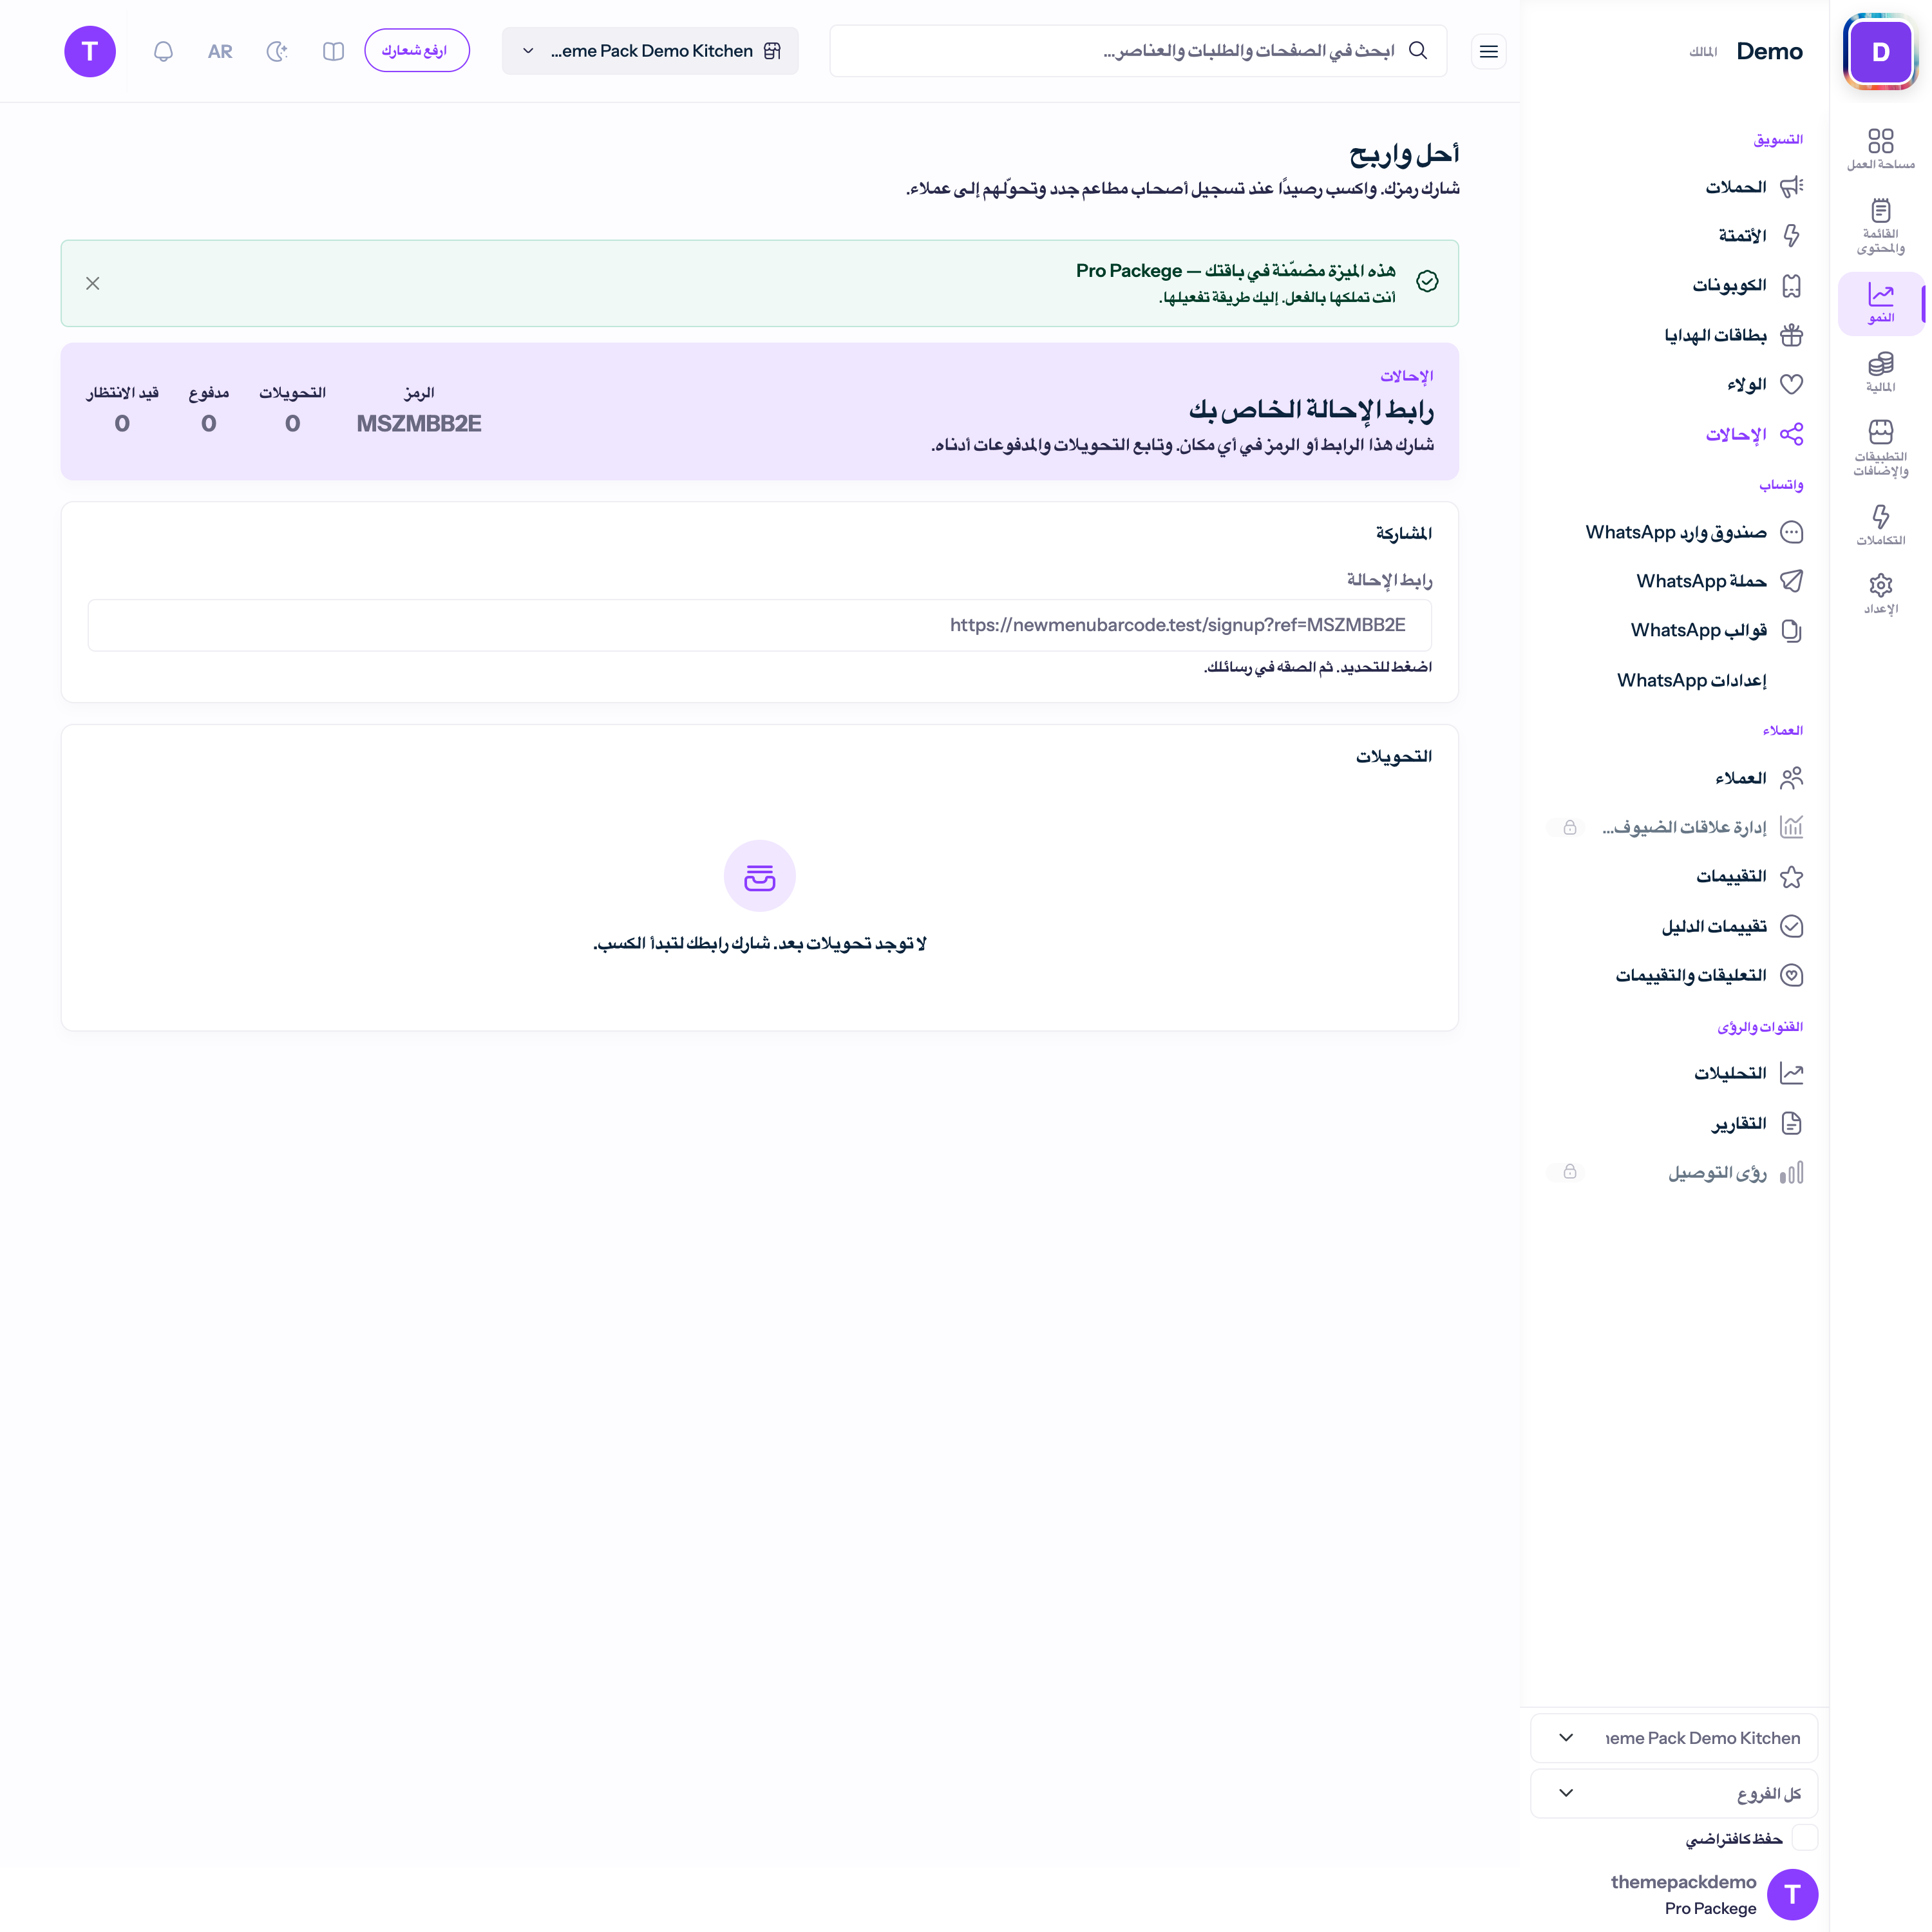 D
مساحة العمل
القائمة
والمحتوى
النمو
المالية
التطبيقات
والإضافات
التكاملات
الإعداد
Demo المالك
التسويق
الحملات
الأتمتة
الكوبونات
بطاقات الهدايا
الولاء
الإحالات
واتساب
صندوق وارد WhatsApp
حملة WhatsApp
قوالب WhatsApp
إعدادات WhatsApp
العملاء
العملاء
إدارة علاقات الضيوف...
التقييمات
تقييمات الدليل
التعليقات والتقييمات
القنوات والرؤى
التحليلات
التقارير
رؤى التوصيل
heme Pack Demo Kitchen
كل الفروع
حفظ كافتراضي
T
themepackdemo
Pro Packege
ابحث في الصفحات والطلبات والعناصر...
...eme Pack Demo Kitchen
ارفع شعارك
AR
T
أحل واربح
شارك رمزك. واكسب رصيدًا عند تسجيل أصحاب مطاعم جدد وتحوّلهم إلى عملاء.
هذه الميزة مضمّنة في باقتك — Pro Packege
أنت تملكها بالفعل. إليك طريقة تفعيلها.
الإحالات
رابط الإحالة الخاص بك
شارك هذا الرابط أو الرمز في أي مكان. وتابع التحويلات والمدفوعات أدناه.
الرمز
MSZMBB2E
التحويلات
0
مدفوع
0
قيد الانتظار
0
المشاركة
رابط الإحالة
https://newmenubarcode.test/signup?ref=MSZMBB2E
اضغط للتحديد. ثم الصقه في رسائلك.
التحويلات
لا توجد تحويلات بعد. شارك رابطك لتبدأ الكسب.